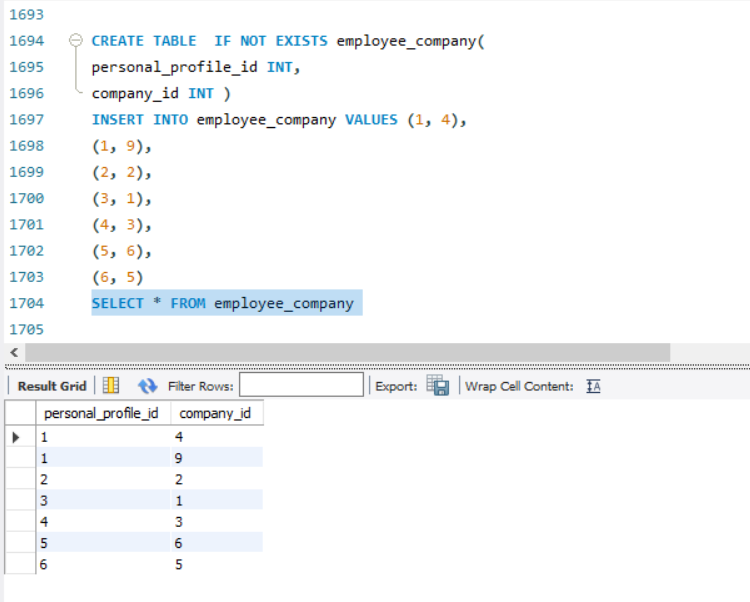 1693
1694 CREATE TABLE  IF NOT EXISTS employee_company(
1695 personal_profile_id INT,
1696 company_id INT )
1697 INSERT INTO employee_company VALUES (1, 4),
1698 (1, 9),
1699 (2, 2),
1700 (3, 1),
1701 (4, 3),
1702 (5, 6),
1703 (6, 5)
1704 SELECT * FROM employee_company
1705
Result Grid Filter Rows: Export: Wrap Cell Content: IA
personal_profile_id company_id
1 4
1 9
2 2
3 1
4 3
5 6
6 5